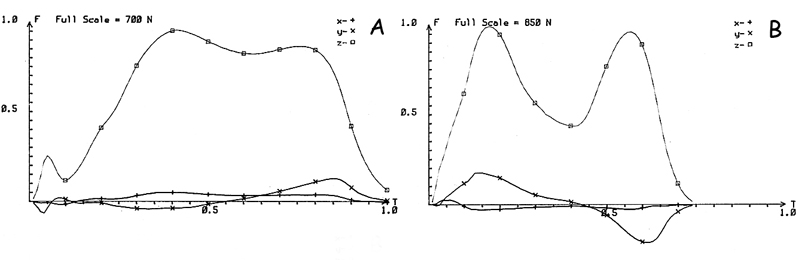 1.0 F Full Scale = 700 N
x- +
y- ×
z- □
A
0.5
0.5
1.0
T
1.0 F Full Scale = 850 N
x- +
y- ×
z- □
B
0.5
0.5
1.0
T